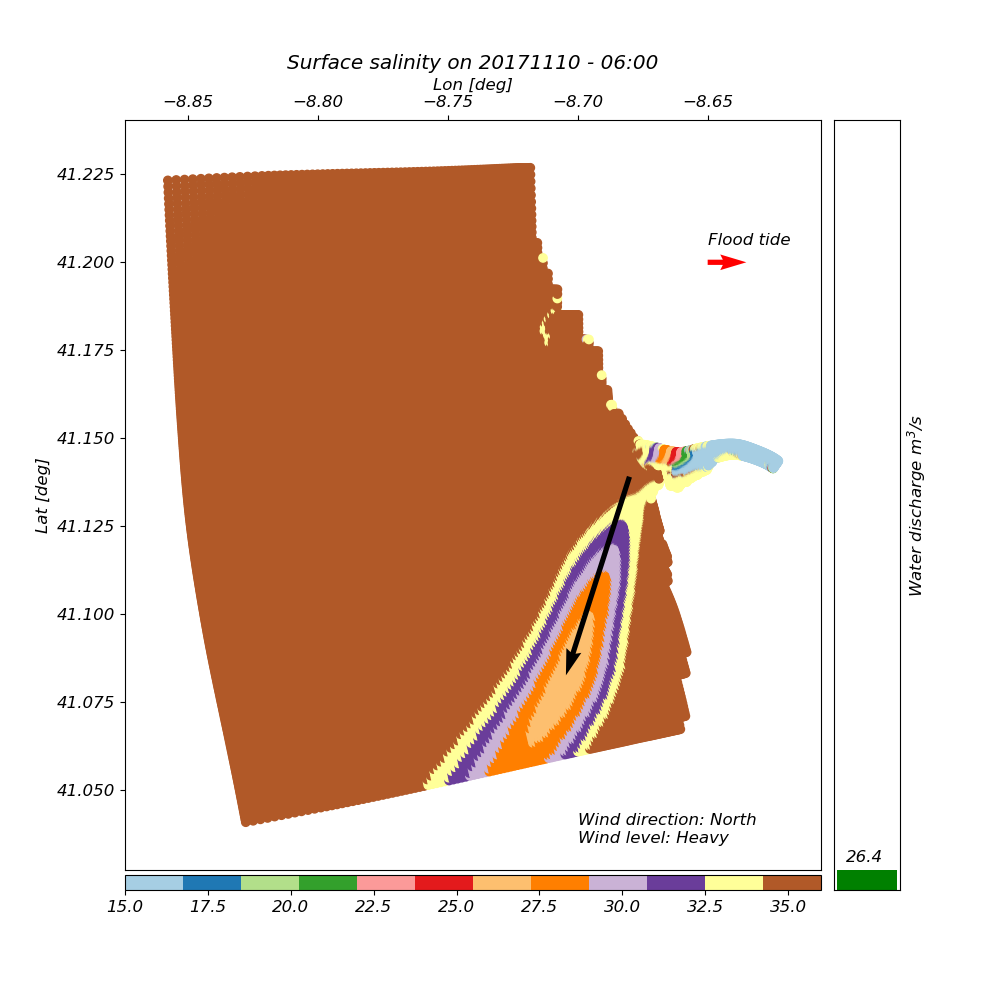 Surface salinity on 20171110 - 06:00
Lon [deg]
−8.85 −8.80 −8.75 −8.70 −8.65
41.225
41.200
41.175
41.150
41.125
41.100
41.075
41.050
Lat [deg]
Flood tide
Wind direction: North
Wind level: Heavy
26.4
Water discharge m³/s
15.0 17.5 20.0 22.5 25.0 27.5 30.0 32.5 35.0